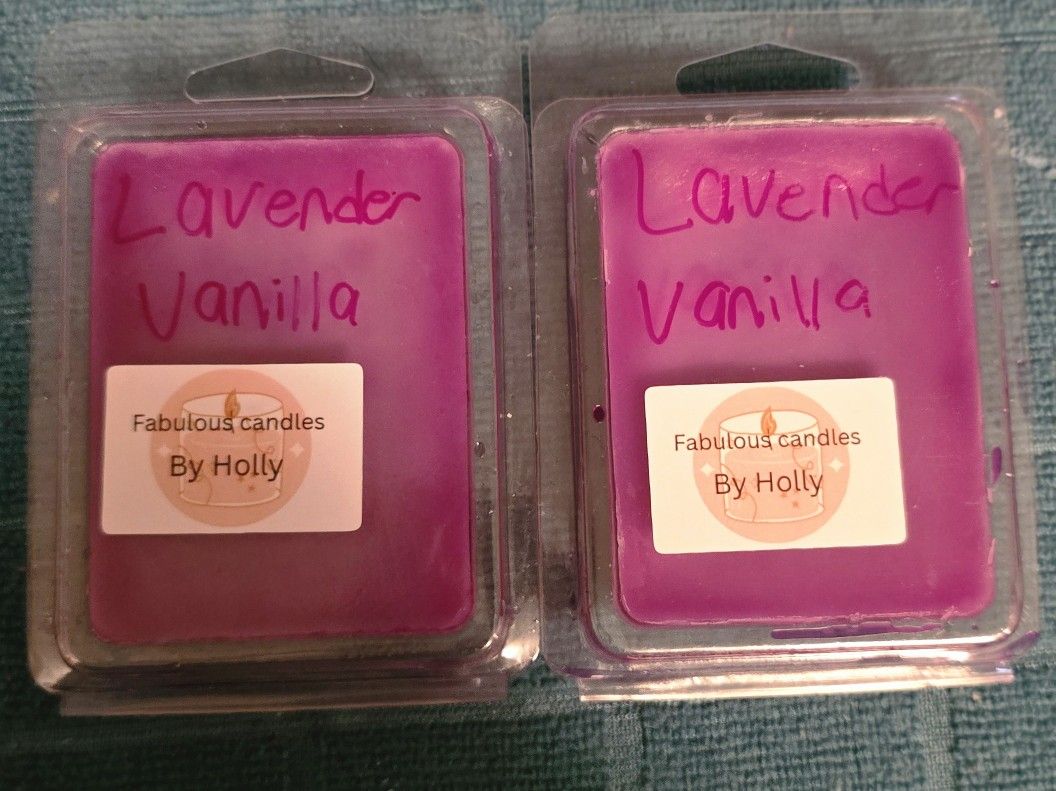 Lavender
Vanilla
Fabulous candles
By Holly
Lavender
Vanilla
Fabulous candles
By Holly